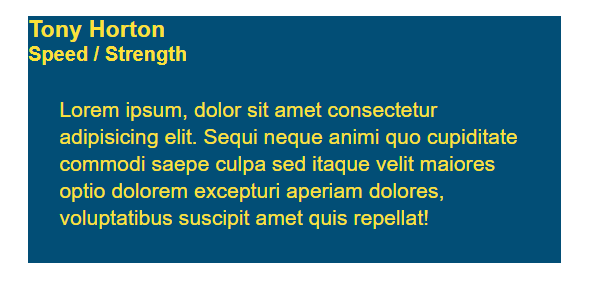 Tony Horton
Speed / Strength
Lorem ipsum, dolor sit amet consectetur
adipisicing elit. Sequi neque animi quo cupiditate
commodi saepe culpa sed itaque velit maiores
optio dolorem excepturi aperiam dolores,
voluptatibus suscipit amet quis repellat!